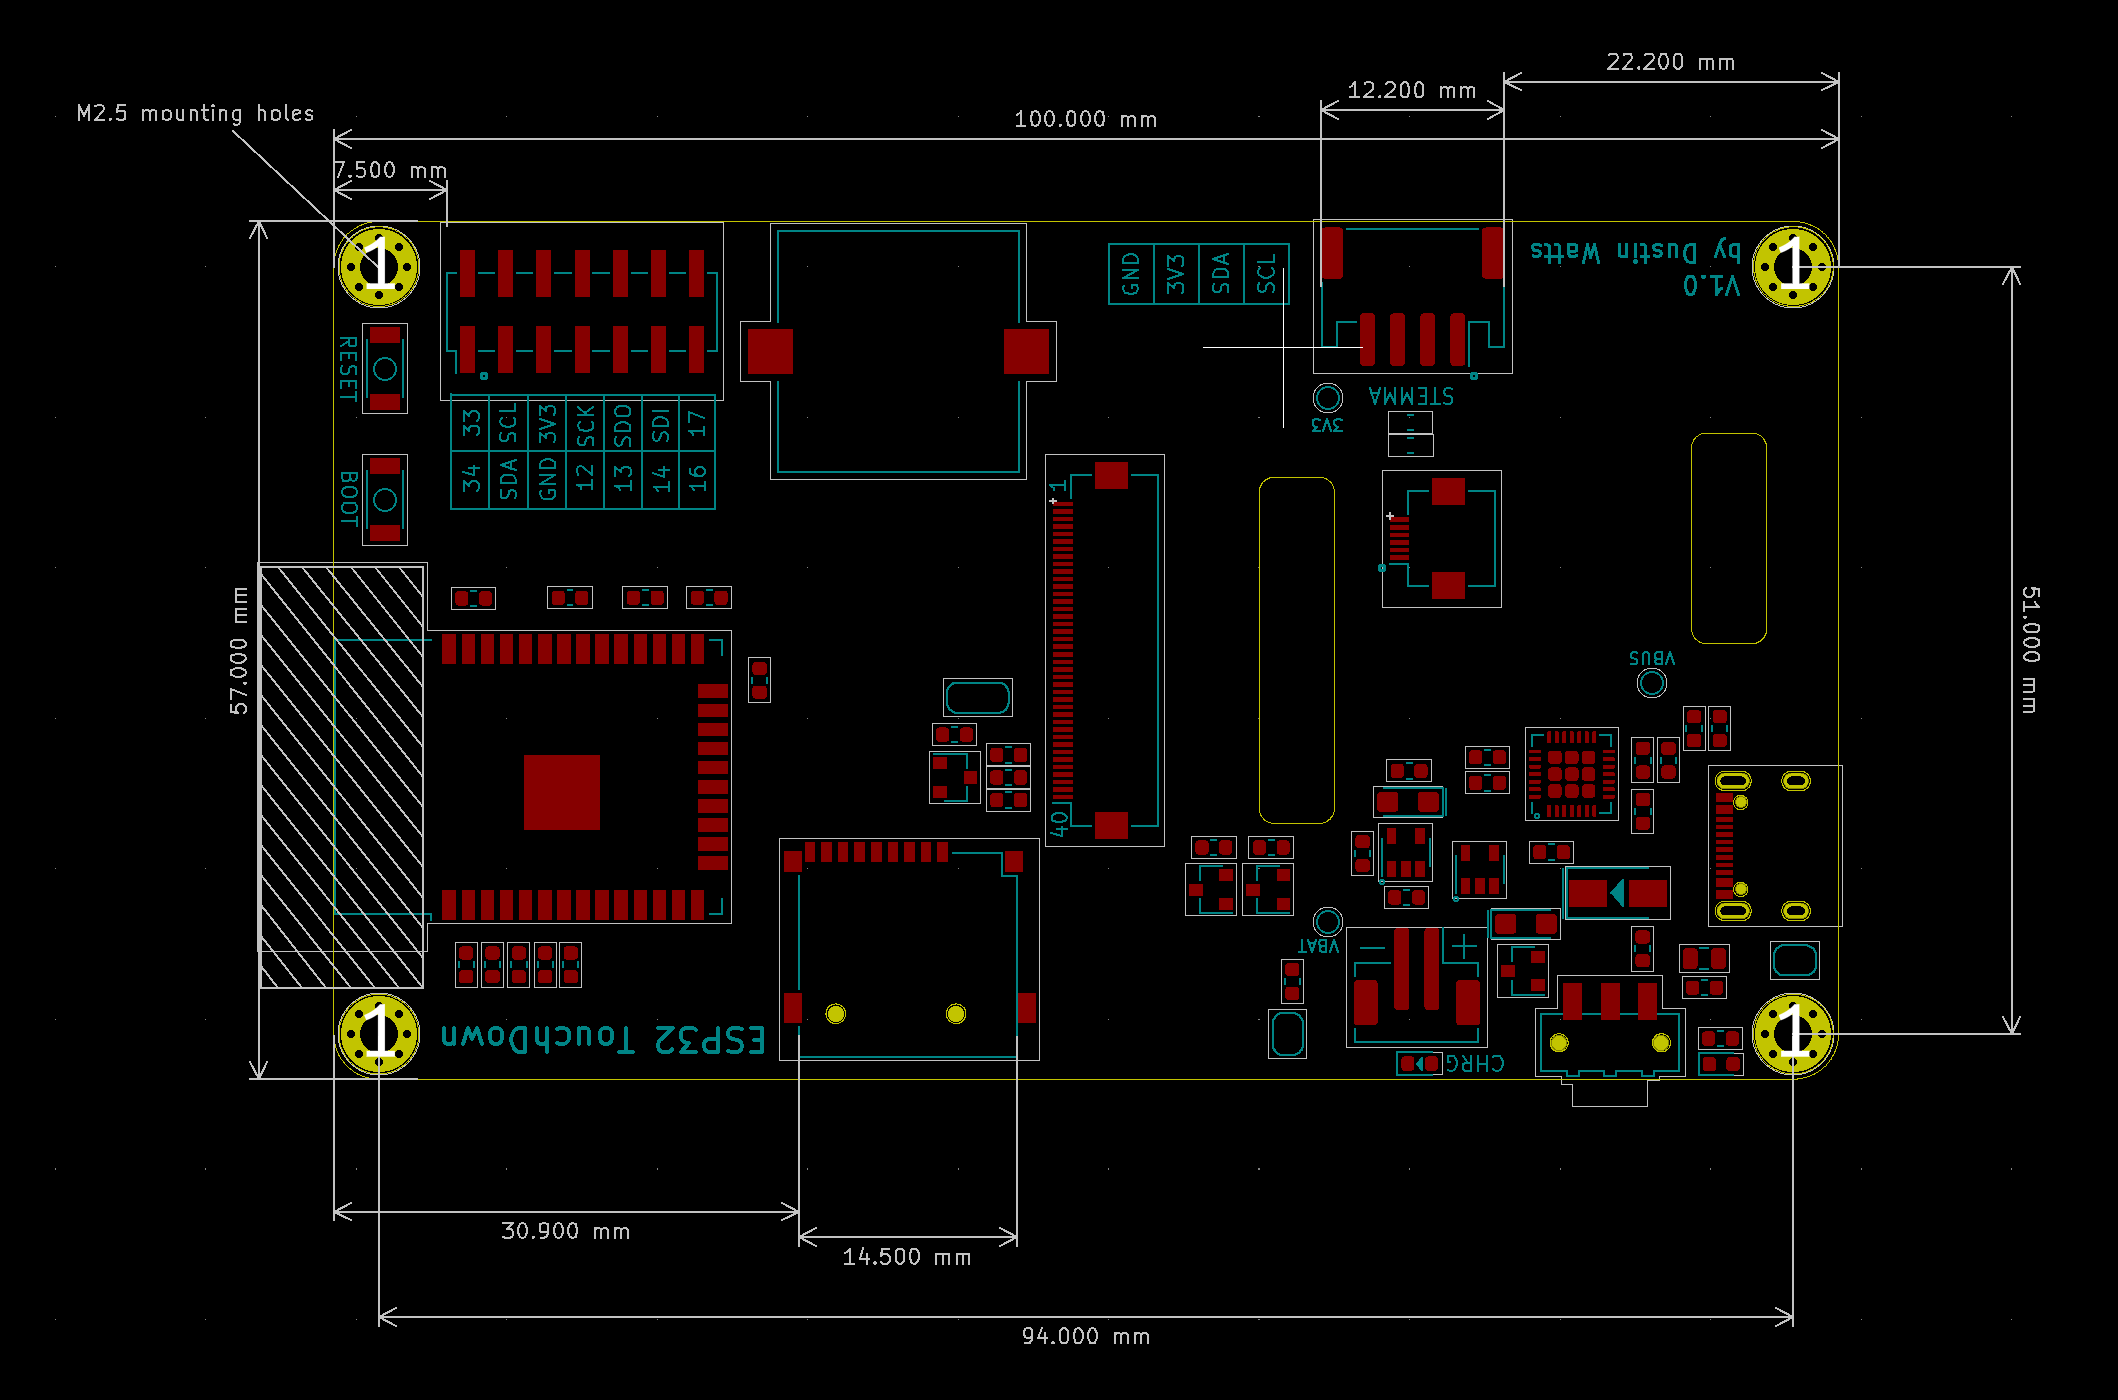 22.200 mm
12.200 mm
M2.5 mounting holes
100.000 mm
7.500 mm
1
1
by Dustin Watts
V1.0
GND 3V3 SDA SCL
RESET
STEMMA
3V3
33 SCL 3V3 SCK SDO SDI 17
34 SDA GND 12 13 14 16
BOOT
1
57.000 mm
51.000 mm
VBUS
40
VBAT
- +
1
ESP32 TouchDown
CHRG
1
30.900 mm
14.500 mm
94.000 mm